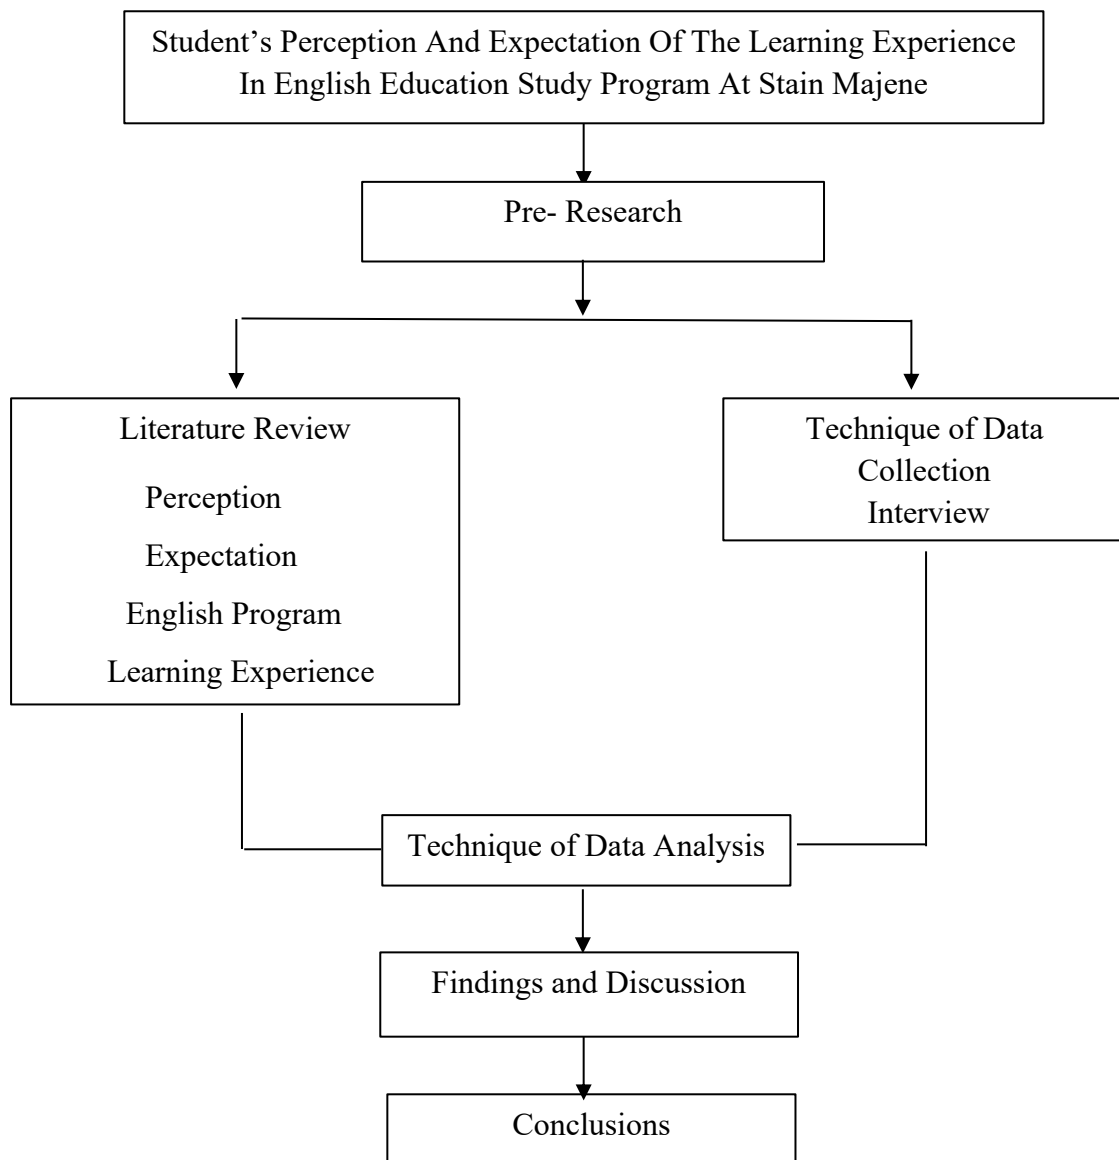 Student’s Perception And Expectation Of The Learning Experience
In English Education Study Program At Stain Majene
Pre- Research
Literature Review
Perception
Expectation
English Program
Learning Experience
Technique of Data
Collection
Interview
Technique of Data Analysis
Findings and Discussion
Conclusions